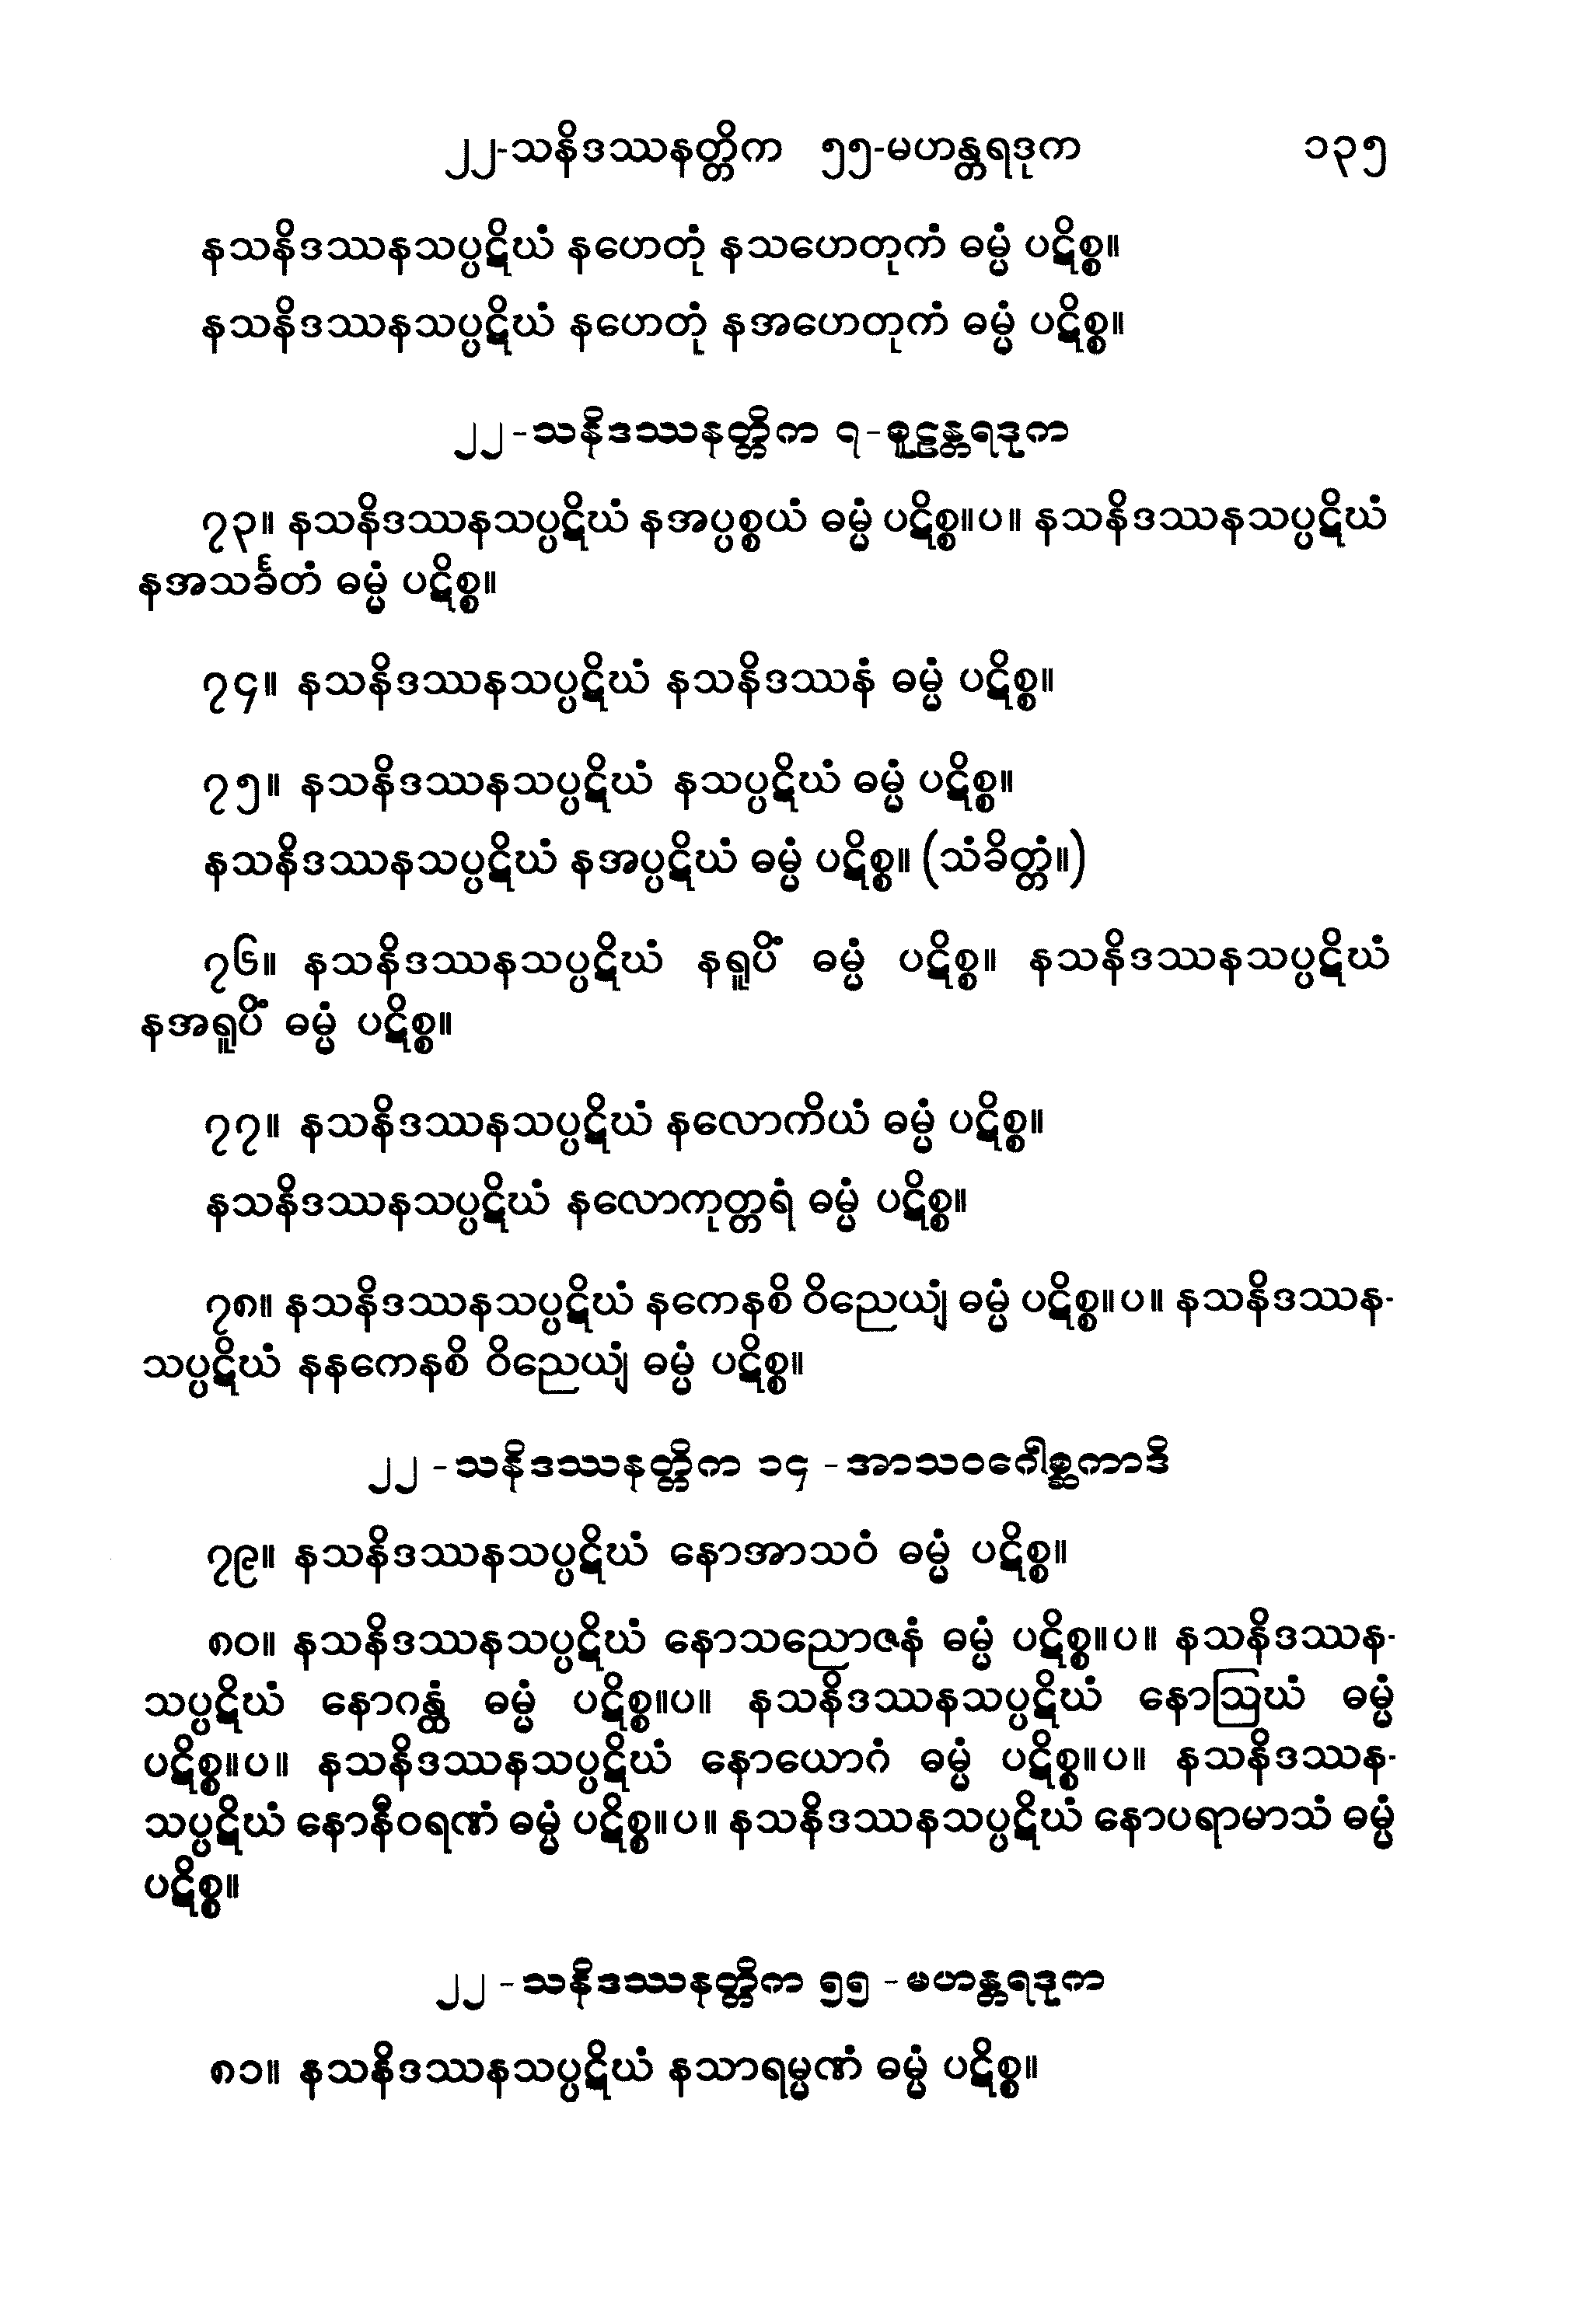 ၂၂-သနိဒဿနတ္တိက ၅၅-မဟန္တရဒုက ၁၃၅
နသနိဒဿနသပ္ပဋိဃံ နဟေတုံ နသဟေတုကံ ဓမ္မံ ပဋိစ္စ။
နသနိဒဿနသပ္ပဋိဃံ နဟေတုံ နအဟေတုကံ ဓမ္မံ ပဋိစ္စ။
၂၂-သနိဒဿနတ္တိက ၇-စူဠန္တရဒုက
၇၃။ နသနိဒဿနသပ္ပဋိဃံ နအပ္ပစ္စယံ ဓမ္မံ ပဋိစ္စ။ပ။ နသနိဒဿနသပ္ပဋိဃံ
နအသင်္ခတံ ဓမ္မံ ပဋိစ္စ။
၇၄။ နသနိဒဿနသပ္ပဋိဃံ နသနိဒဿနံ ဓမ္မံ ပဋိစ္စ။
၇၅။ နသနိဒဿနသပ္ပဋိဃံ နသပ္ပဋိဃံ ဓမ္မံ ပဋိစ္စ။
နသနိဒဿနသပ္ပဋိဃံ နအပ္ပဋိဃံ ဓမ္မံ ပဋိစ္စ။ (သံခိတ္တံ။)
၇၆။ နသနိဒဿနသပ္ပဋိဃံ နရူပိံ ဓမ္မံ ပဋိစ္စ။ နသနိဒဿနသပ္ပဋိဃံ
နအရူပိံ ဓမ္မံ ပဋိစ္စ။
၇၇။ နသနိဒဿနသပ္ပဋိဃံ နလောကိယံ ဓမ္မံ ပဋိစ္စ။
နသနိဒဿနသပ္ပဋိဃံ နလောကုတ္တရံ ဓမ္မံ ပဋိစ္စ။
၇၈။ နသနိဒဿနသပ္ပဋိဃံ နကေနစိ ဝိညေယျံ ဓမ္မံ ပဋိစ္စ။ပ။ နသနိဒဿန-
သပ္ပဋိဃံ နနကေနစိ ဝိညေယျံ ဓမ္မံ ပဋိစ္စ။
၂၂-သနိဒဿနတ္တိက ၁၄-အာသဝဂေါစ္ဆကာဒိ
၇၉။ နသနိဒဿနသပ္ပဋိဃံ နောအာသဝံ ဓမ္မံ ပဋိစ္စ။
၈၀။ နသနိဒဿနသပ္ပဋိဃံ နောသညောဇနံ ဓမ္မံ ပဋိစ္စ။ပ။ နသနိဒဿန-
သပ္ပဋိဃံ နောဂန္ထံ ဓမ္မံ ပဋိစ္စ။ပ။ နသနိဒဿနသပ္ပဋိဃံ နောဩဃံ ဓမ္မံ
ပဋိစ္စ။ပ။ နသနိဒဿနသပ္ပဋိဃံ နောယောဂံ ဓမ္မံ ပဋိစ္စ။ပ။ နသနိဒဿန-
သပ္ပဋိဃံ နောနီဝရဏံ ဓမ္မံ ပဋိစ္စ။ပ။ နသနိဒဿနသပ္ပဋိဃံ နောပရာမာသံ ဓမ္မံ
ပဋိစ္စ။
၂၂-သနိဒဿနတ္တိက ၅၅-မဟန္တရဒုက
၈၁။ နသနိဒဿနသပ္ပဋိဃံ နသာရမ္မဏံ ဓမ္မံ ပဋိစ္စ။